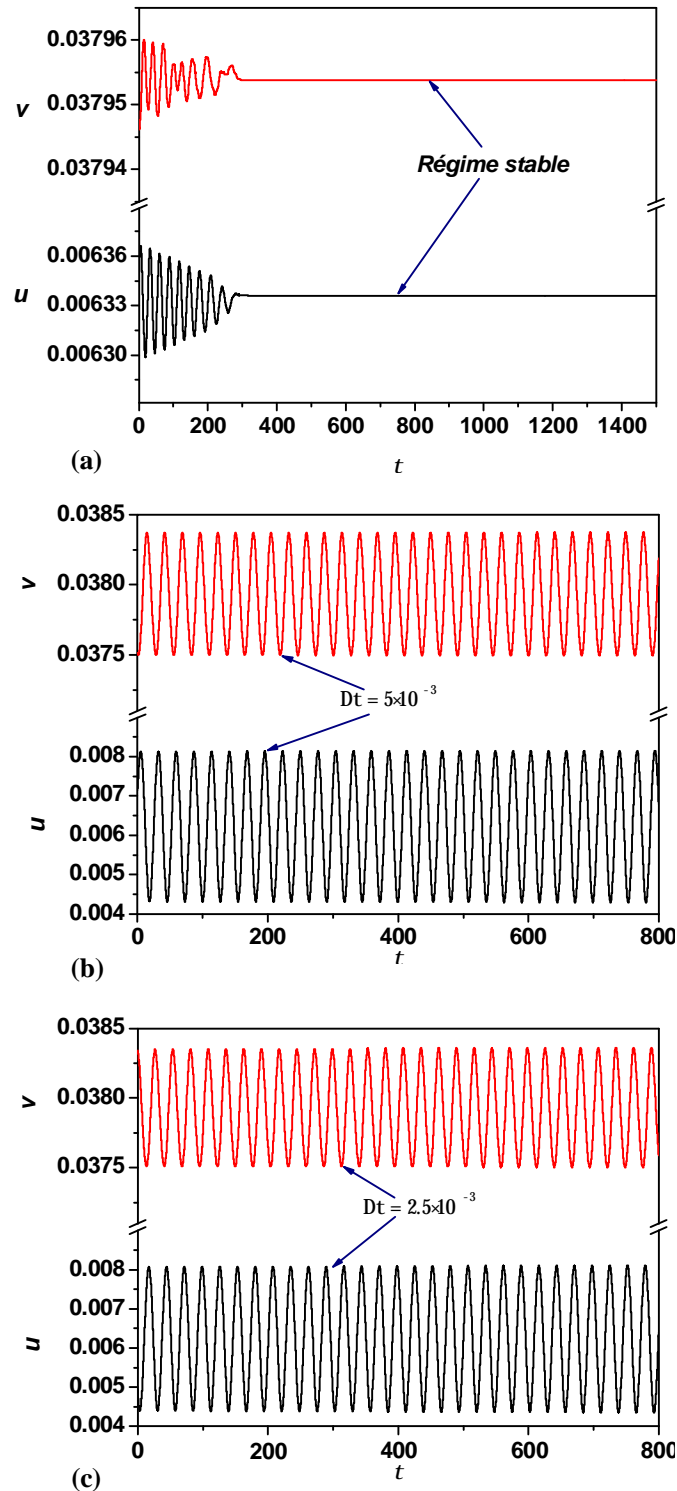 0.03796
0.03795
v
0.03794
Régime stable
0.00636
u
0.00633
0.00630
0 200 400 600 800 1000 1200 1400
(a)
t
0.0385
v
0.0380
0.0375
Dt = 5×10 -3
0.008
0.007
u
0.006
0.005
0.004
0 200 400 600 800
(b)
t
0.0385
v
0.0380
0.0375
Dt = 2.5×10 -3
0.008
0.007
u
0.006
0.005
0.004
0 200 400 600 800
(c)
t